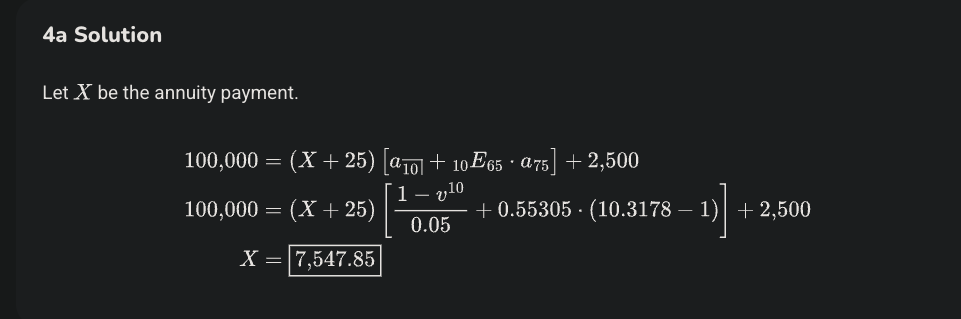 4a Solution
Let X be the annuity payment.
100,000 = (X + 25) [a_{\overline{10}|} + {}_{10}E_{65} · a_{75}] + 2,500
100,000 = (X + 25) [\frac{1 − v^{10}}{0.05} + 0.55305 · (10.3178 − 1)] + 2,500
X = 7,547.85